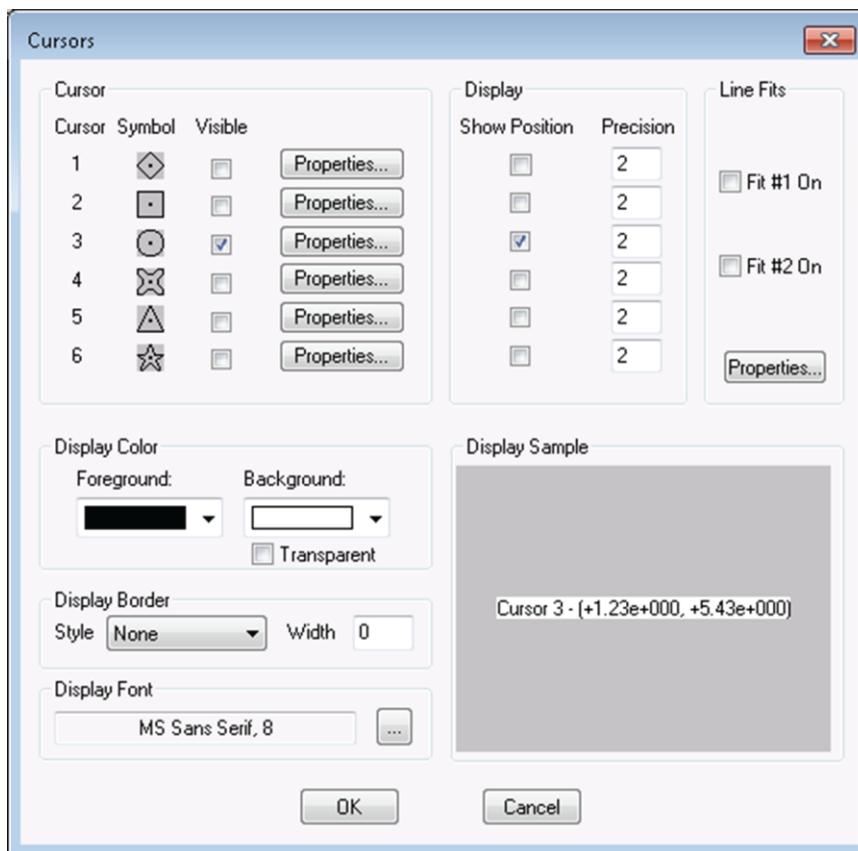 Cursors
Cursor
Display
Line Fits
Cursor Symbol Visible
Show Position Precision
1 Properties... 2
2 Properties... 2
3 Properties... 2
4 Properties... 2
5 Properties... 2
6 Properties... 2
Fit #1 On
Fit #2 On
Properties...
Display Color
Foreground: Background:
Transparent
Display Border
Style None Width 0
Display Font
MS Sans Serif, 8 ...
Display Sample
Cursor 3 - (+1.23e+000, +5.43e+000)
OK Cancel